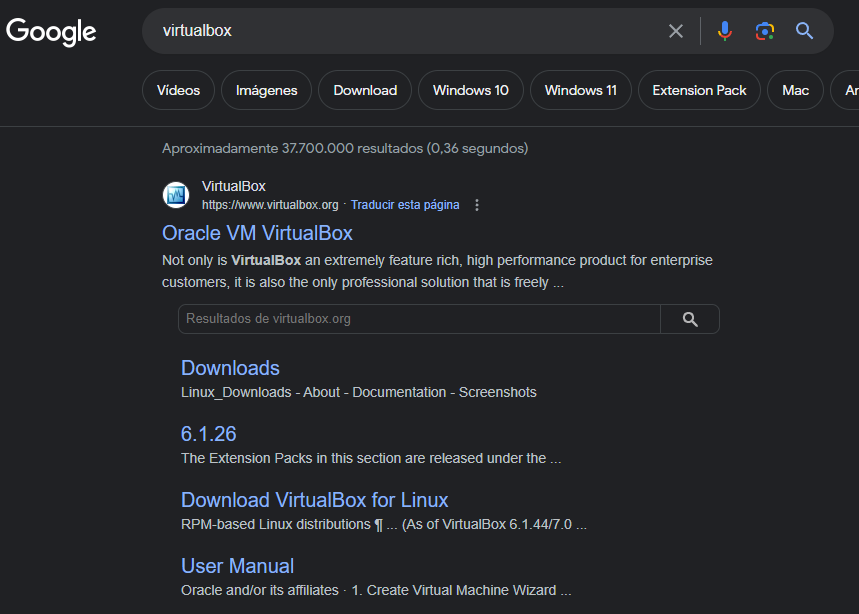 Google
virtualbox
Vídeos
Imágenes
Download
Windows 10
Windows 11
Extension Pack
Mac
Aproximadamente 37.700.000 resultados (0,36 segundos)
VirtualBox
https://www.virtualbox.org · Traducir esta página
Oracle VM VirtualBox
Not only is VirtualBox an extremely feature rich, high performance product for enterprise
customers, it is also the only professional solution that is freely ...
Resultados de virtualbox.org
Downloads
Linux_Downloads - About - Documentation - Screenshots
6.1.26
The Extension Packs in this section are released under the ...
Download VirtualBox for Linux
RPM-based Linux distributions ¶ ... (As of VirtualBox 6.1.44/7.0 ...
User Manual
Oracle and/or its affiliates · 1. Create Virtual Machine Wizard ...